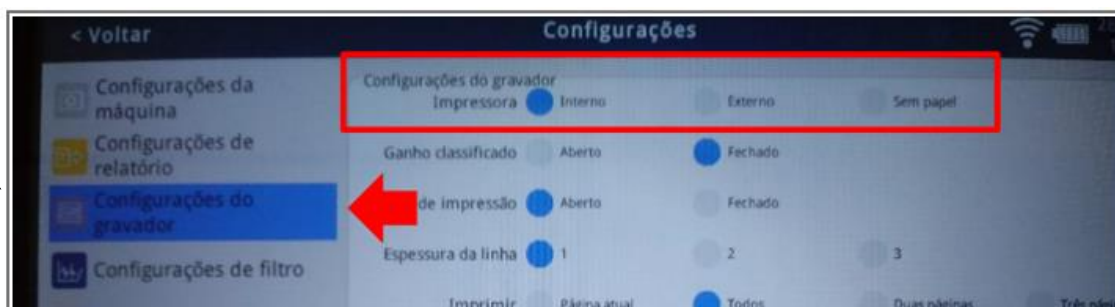 < Voltar
Configurações
Configurações da
máquina
Configurações de
relatório
Configurações do
gravador
Configurações de filtro
Configurações do gravador
Impressora Interno Externo Sem papel
Ganho classificado Aberto Fechado
de impressão Aberto Fechado
Espessura da linha 1 2 3
Imprimir Página atual Todos Duas páginas Três